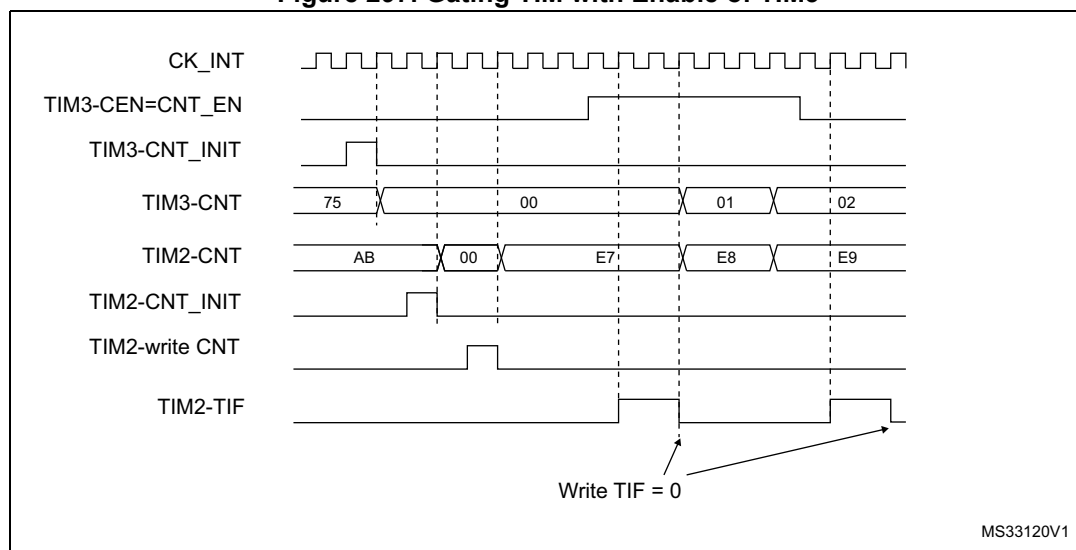 Figure Gating TIM with Enable of TIM3
CK_INT
TIM3-CEN=CNT_EN
TIM3-CNT_INIT
TIM3-CNT 75 00 01 02
TIM2-CNT AB 00 E7 E8 E9
TIM2-CNT_INIT
TIM2-write CNT
TIM2-TIF
Write TIF = 0
MS33120V1